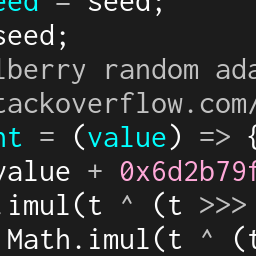 eed = seed;
seed;
lberry random ada
tackoverflow.com/
nt = (value) => {
value + 0x6d2b79f
.imul(t ^ (t >>>
Math.imul(t ^ (t